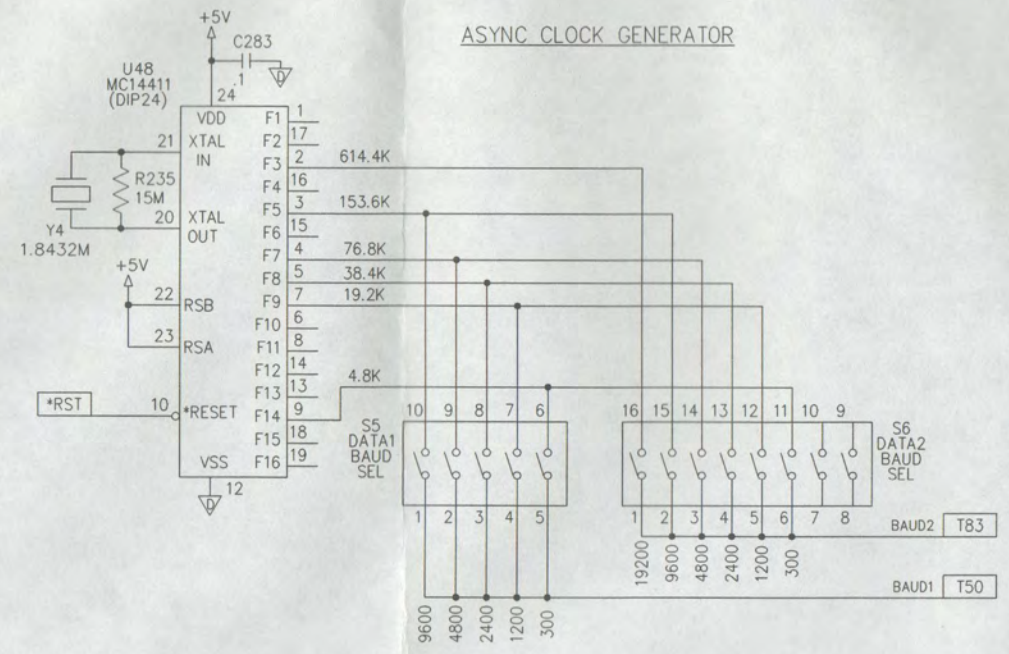 ASYNC CLOCK GENERATOR
+5V
C283
.1
D
U48
MC14411
(DIP24)
24
VDD
21
XTAL
IN
R235
15M
20
XTAL
OUT
Y4
1.8432M
+5V
22
RSB
23
RSA
*RST
10
*RESET
VSS
12
D
F1 1
F2 17
F3 2 614.4K
F4 16
F5 3 153.6K
F6 15
F7 4 76.8K
F8 5 38.4K
F9 7 19.2K
F10 6
F11 8
F12 14
F13 13
F14 9 4.8K
F15 18
F16 19
10 9 8 7 6
S5
DATA1
BAUD
SEL
1 2 3 4 5
9600
4800
2400
1200
300
16 15 14 13 12 11 10 9
S6
DATA2
BAUD
SEL
1 2 3 4 5 6 7 8
19200
9600
4800
2400
1200
300
BAUD2 T83
BAUD1 T50